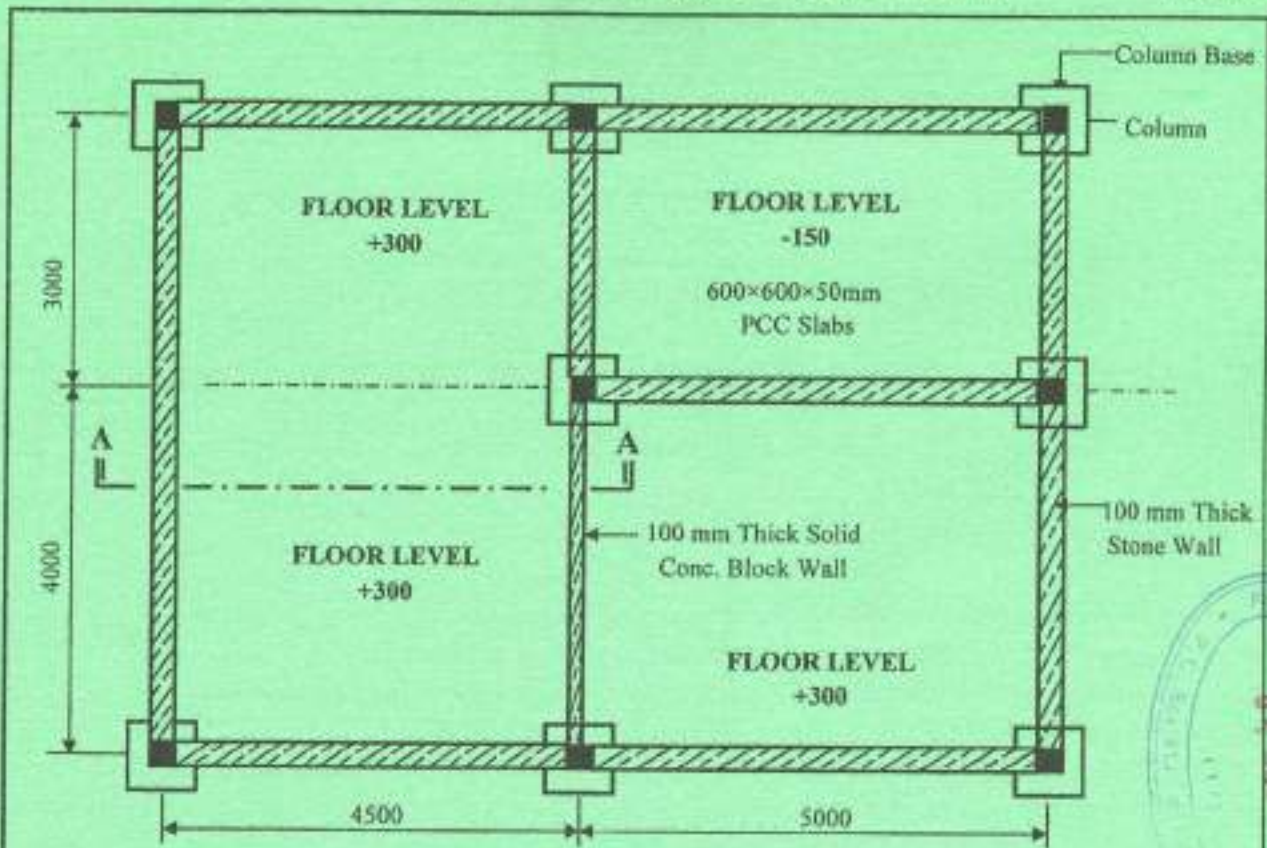 Column Base
Column
FLOOR LEVEL
+300
FLOOR LEVEL
-150
600×600×50mm
PCC Slabs
3000
A
A
4000
100 mm Thick Solid
Conc. Block Wall
100 mm Thick
Stone Wall
FLOOR LEVEL
+300
FLOOR LEVEL
+300
4500
5000